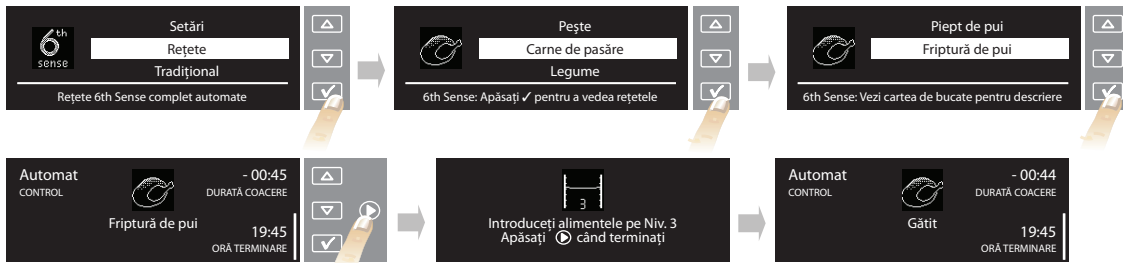 6th
sense
Setări
Rețete
Tradițional
Rețete 6th Sense complet automate
Pește
Carne de pasăre
Legume
6th Sense: Apăsați ✓ pentru a vedea rețetele
Piept de pui
Friptură de pui
6th Sense: Vezi cartea de bucate pentru descriere
Automat
CONTROL
- 00:45
DURATĂ COACERE
Friptură de pui
19:45
ORĂ TERMINARE
3
Introduceți alimentele pe Niv. 3
Apăsați când terminați
Automat
CONTROL
- 00:44
DURATĂ COACERE
Gătit
19:45
ORĂ TERMINARE